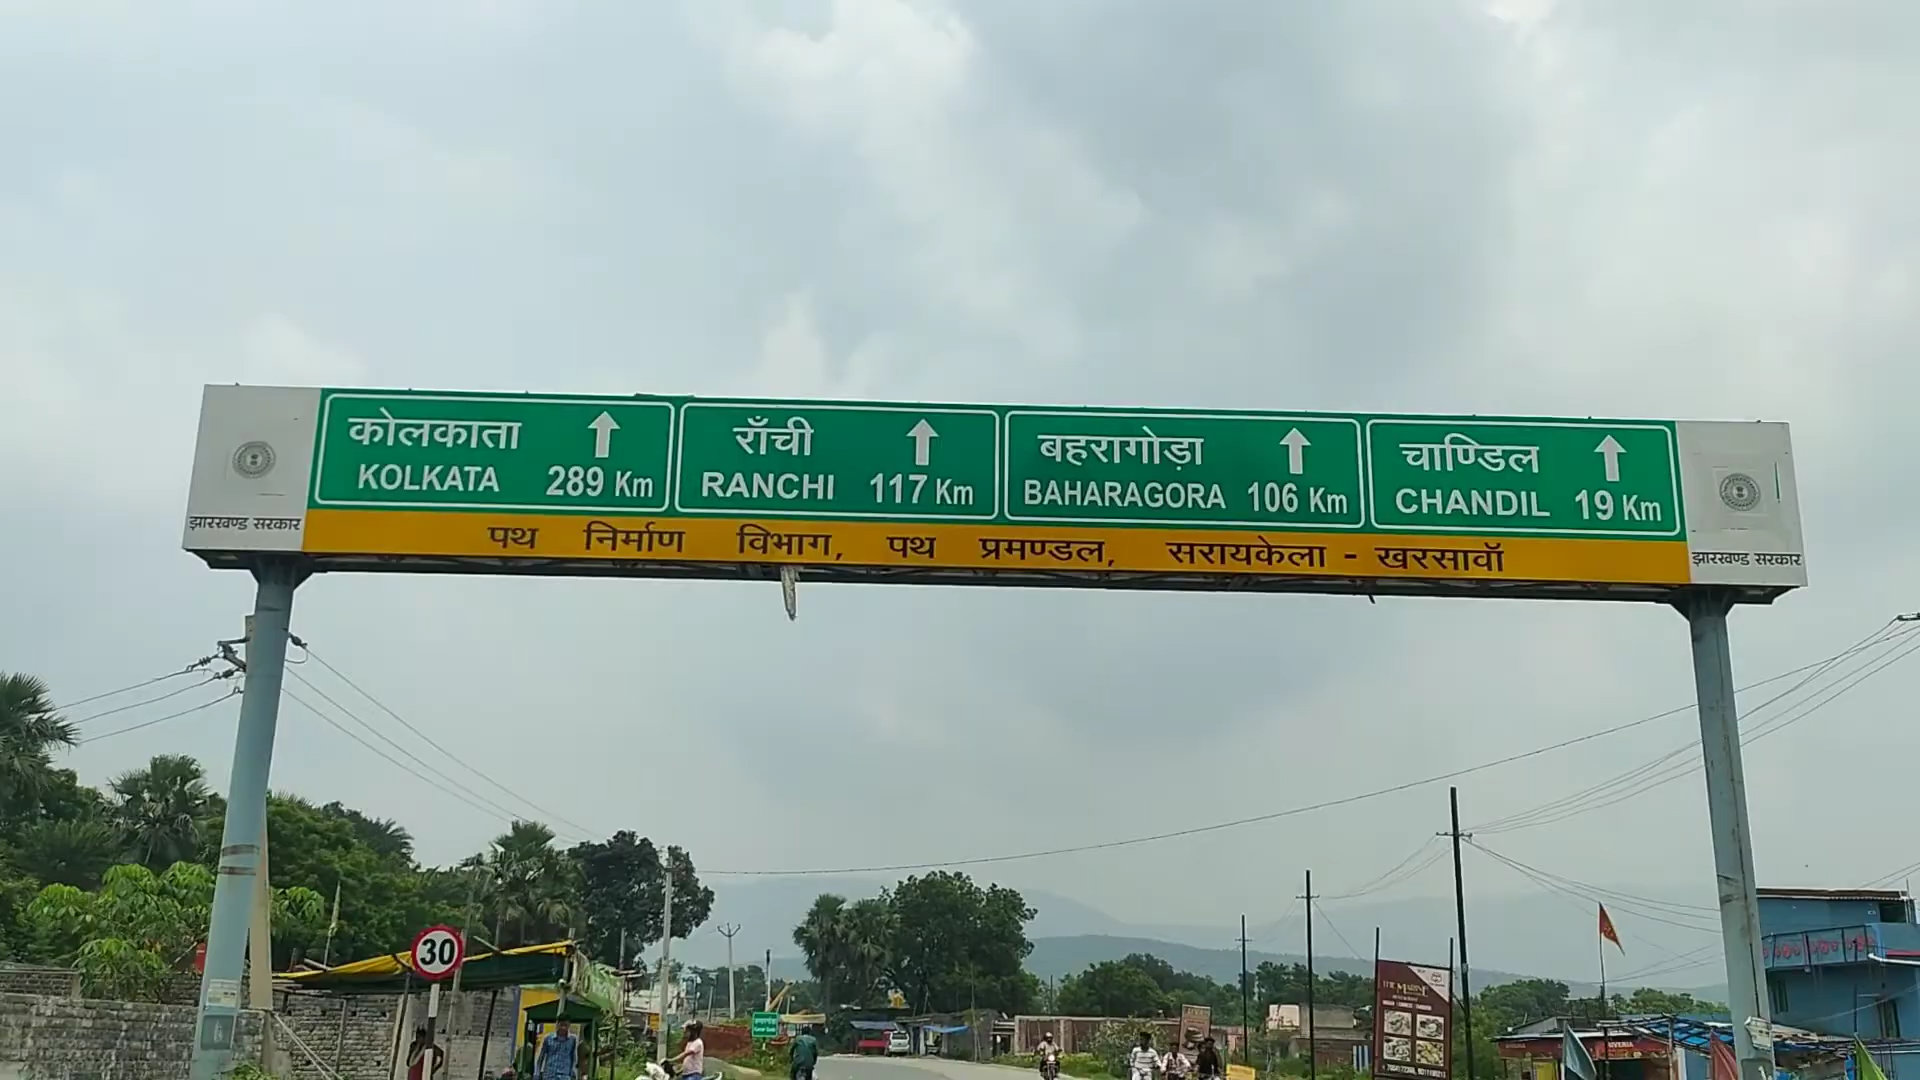 कोलकाता
KOLKATA 289 Km
राँची
RANCHI 117 Km
बहरागोड़ा
BAHARAGORA 106 Km
चाण्डिल
CHANDIL 19 Km
झारखण्ड सरकार
पथ निर्माण विभाग, पथ प्रमण्डल, सरायकेला - खरसावॉ
झारखण्ड सरकार
30